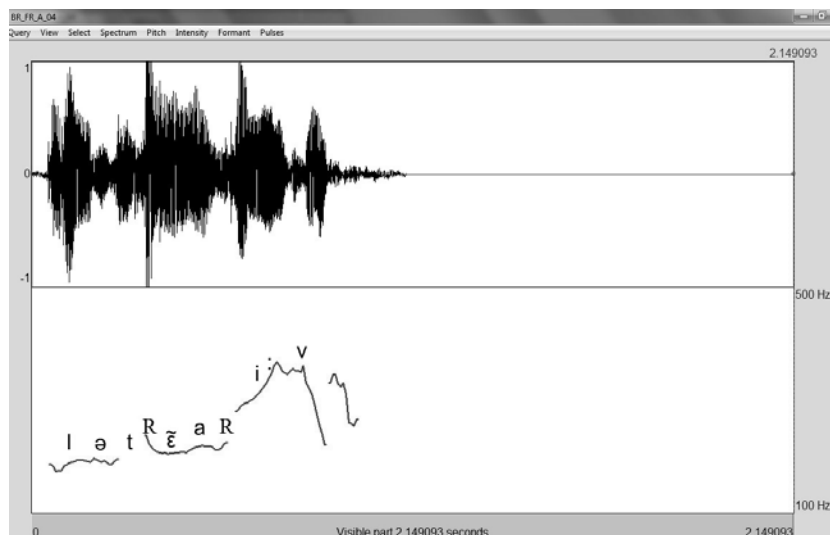 BR_FR_A_04
Query View Select Spectrum Pitch Intensity Formant Pulses
2.149093
1
0
-1
500 Hz
l ə t R ɛ̃ a R i: v
100 Hz
0 Visible part 2.149093 seconds 2.149093